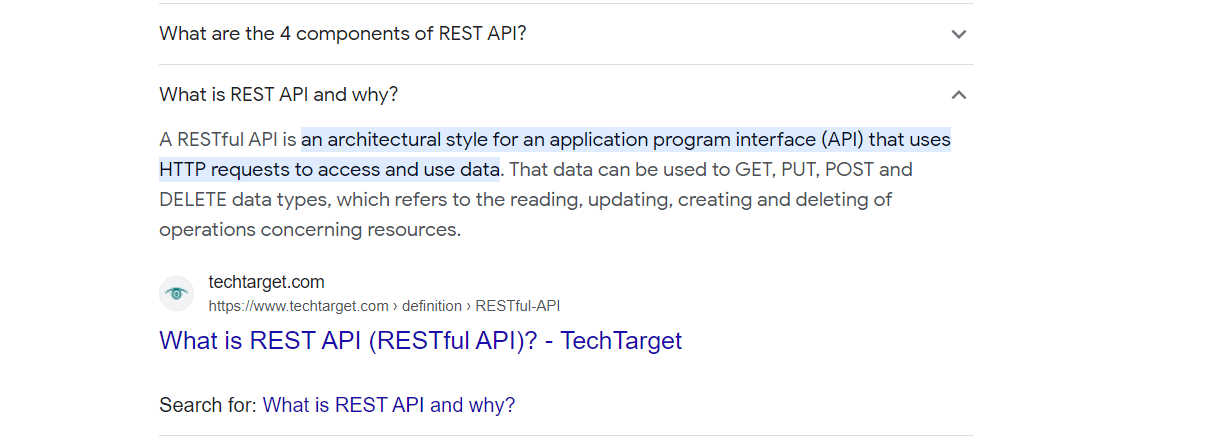 What are the 4 components of REST API?
What is REST API and why?
A RESTful API is an architectural style for an application program interface (API) that uses
HTTP requests to access and use data. That data can be used to GET, PUT, POST and
DELETE data types, which refers to the reading, updating, creating and deleting of
operations concerning resources.
techtarget.com
https://www.techtarget.com › definition › RESTful-API
What is REST API (RESTful API)? - TechTarget
Search for: What is REST API and why?